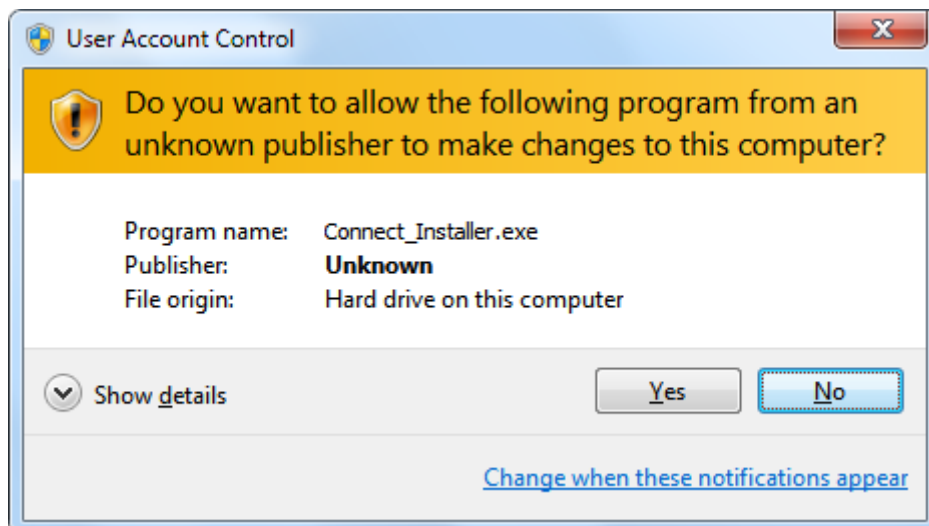 User Account Control
Do you want to allow the following program from an
unknown publisher to make changes to this computer?
Program name: Connect_Installer.exe
Publisher: Unknown
File origin: Hard drive on this computer
Show details
Yes
No
Change when these notifications appear